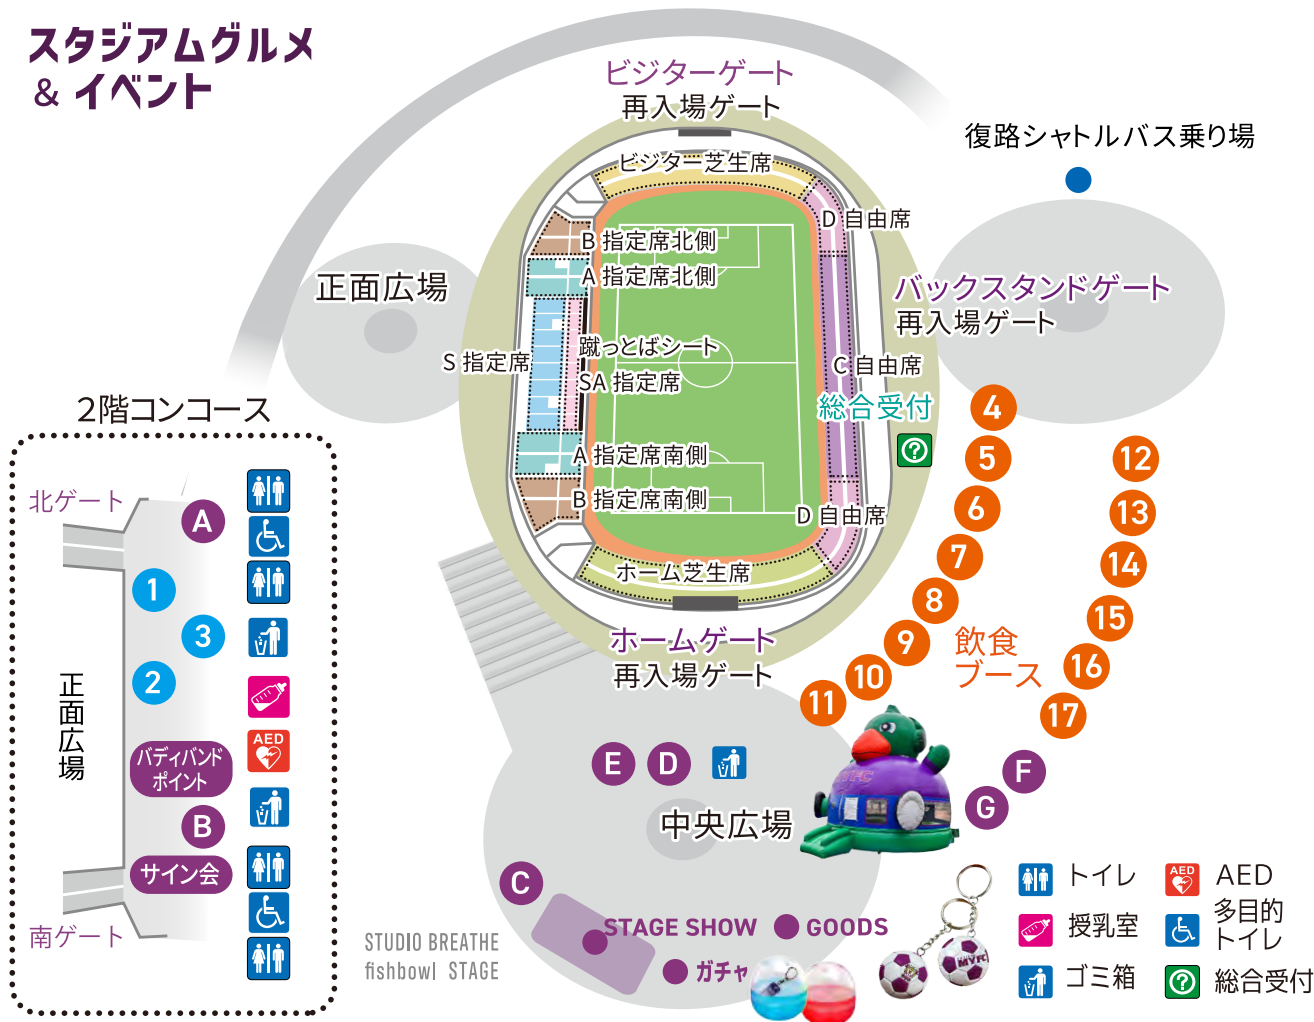 スタジアムグルメ
& イベント
ビジターゲート
再入場ゲート
復路シャトルバス乗り場
ビジター芝生席
D 自由席
B 指定席北側
A 指定席北側
正面広場
バックスタンドゲート
再入場ゲート
S 指定席
蹴っとばシート
SA 指定席
C 自由席
総合受付
A 指定席南側
B 指定席南側
D 自由席
ホーム芝生席
ホームゲート
再入場ゲート
4
5
6
7
8
9
10
11
12
13
14
15
16
17
飲食
ブース
2階コンコース
北ゲート
A
1
3
2
正面広場
バディバンド
ポイント
B
サイン会
南ゲート
AED
E
D
F
G
中央広場
MYFC
C
STAGE SHOW
GOODS
ガチャ
STUDIO BREATHE
fishbowl STAGE
MYFC
トイレ
AED
AED
授乳室
多目的
トイレ
ゴミ箱
総合受付